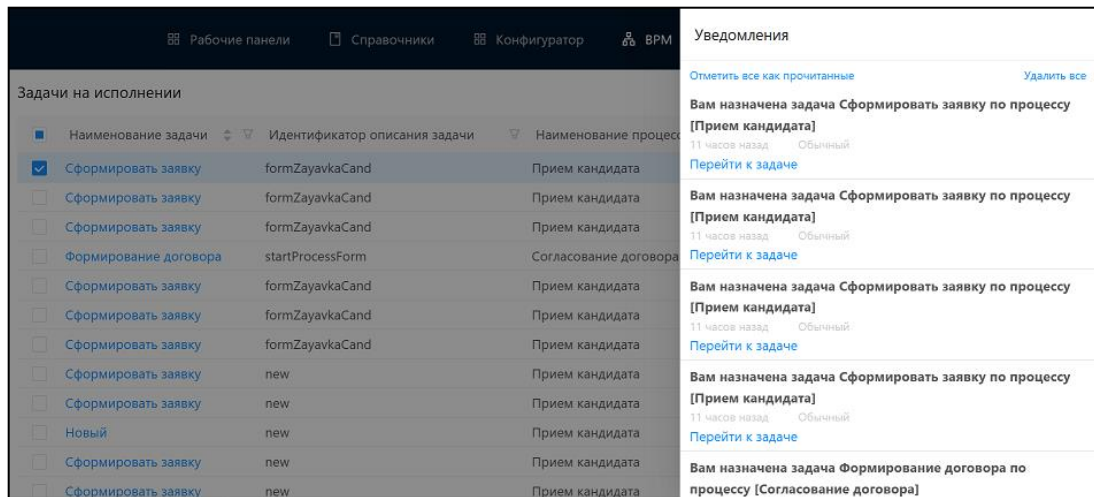 Рабочие панели Справочники Конфигуратор BPM
Задачи на исполнении
Наименование задачи Идентификатор описания задачи Наименование процесс
Сформировать заявку formZayavkaCand Прием кандидата
Сформировать заявку formZayavkaCand Прием кандидата
Сформировать заявку formZayavkaCand Прием кандидата
Формирование договора startProcessForm Согласование договора
Сформировать заявку formZayavkaCand Прием кандидата
Сформировать заявку formZayavkaCand Прием кандидата
Сформировать заявку formZayavkaCand Прием кандидата
Сформировать заявку new Прием кандидата
Сформировать заявку new Прием кандидата
Новый new Прием кандидата
Сформировать заявку new Прием кандидата
Сформировать заявку new Прием кандидата
Уведомления
Отметить все как прочитанные Удалить все
Вам назначена задача Сформировать заявку по процессу
[Прием кандидата]
11 часов назад Обычный
Перейти к задаче
Вам назначена задача Сформировать заявку по процессу
[Прием кандидата]
11 часов назад Обычный
Перейти к задаче
Вам назначена задача Сформировать заявку по процессу
[Прием кандидата]
11 часов назад Обычный
Перейти к задаче
Вам назначена задача Сформировать заявку по процессу
[Прием кандидата]
11 часов назад Обычный
Перейти к задаче
Вам назначена задача Формирование договора по
процессу [Согласование договора]